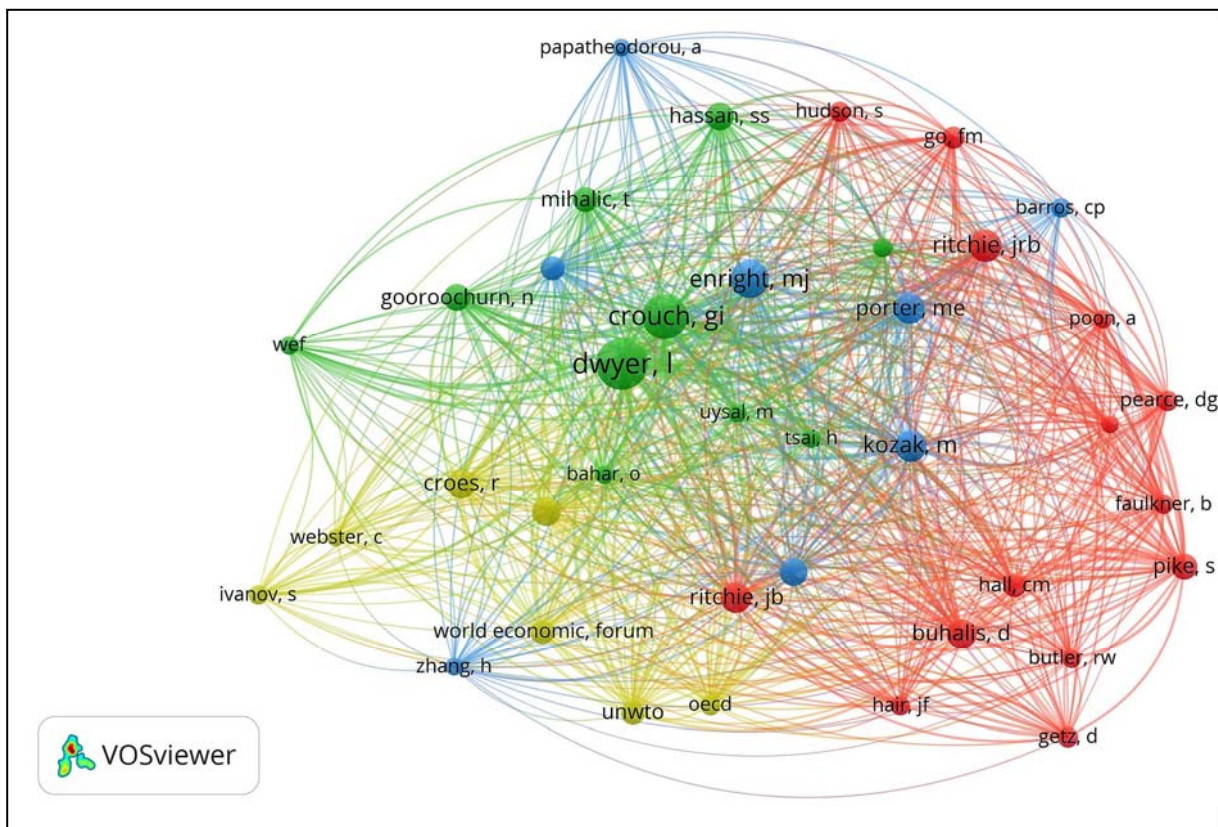 papatheodorou, a
hassan, ss
hudson, s
go, fm
mihalic, t
barros, cp
ritchie, jrb
enright, mj
gooroochurn, n
porter, me
crouch, gi
poon, a
wef
dwyer, l
pearce, dg
uysal, m
tsai, h
kozak, m
bahar, o
croes, r
faulkner, b
webster, c
pike, s
hall, cm
ivanov, s
ritchie, jb
world economic, forum
buhalis, d
butler, rw
zhang, h
oecd
hair, jf
unwto
getz, d
VOSviewer